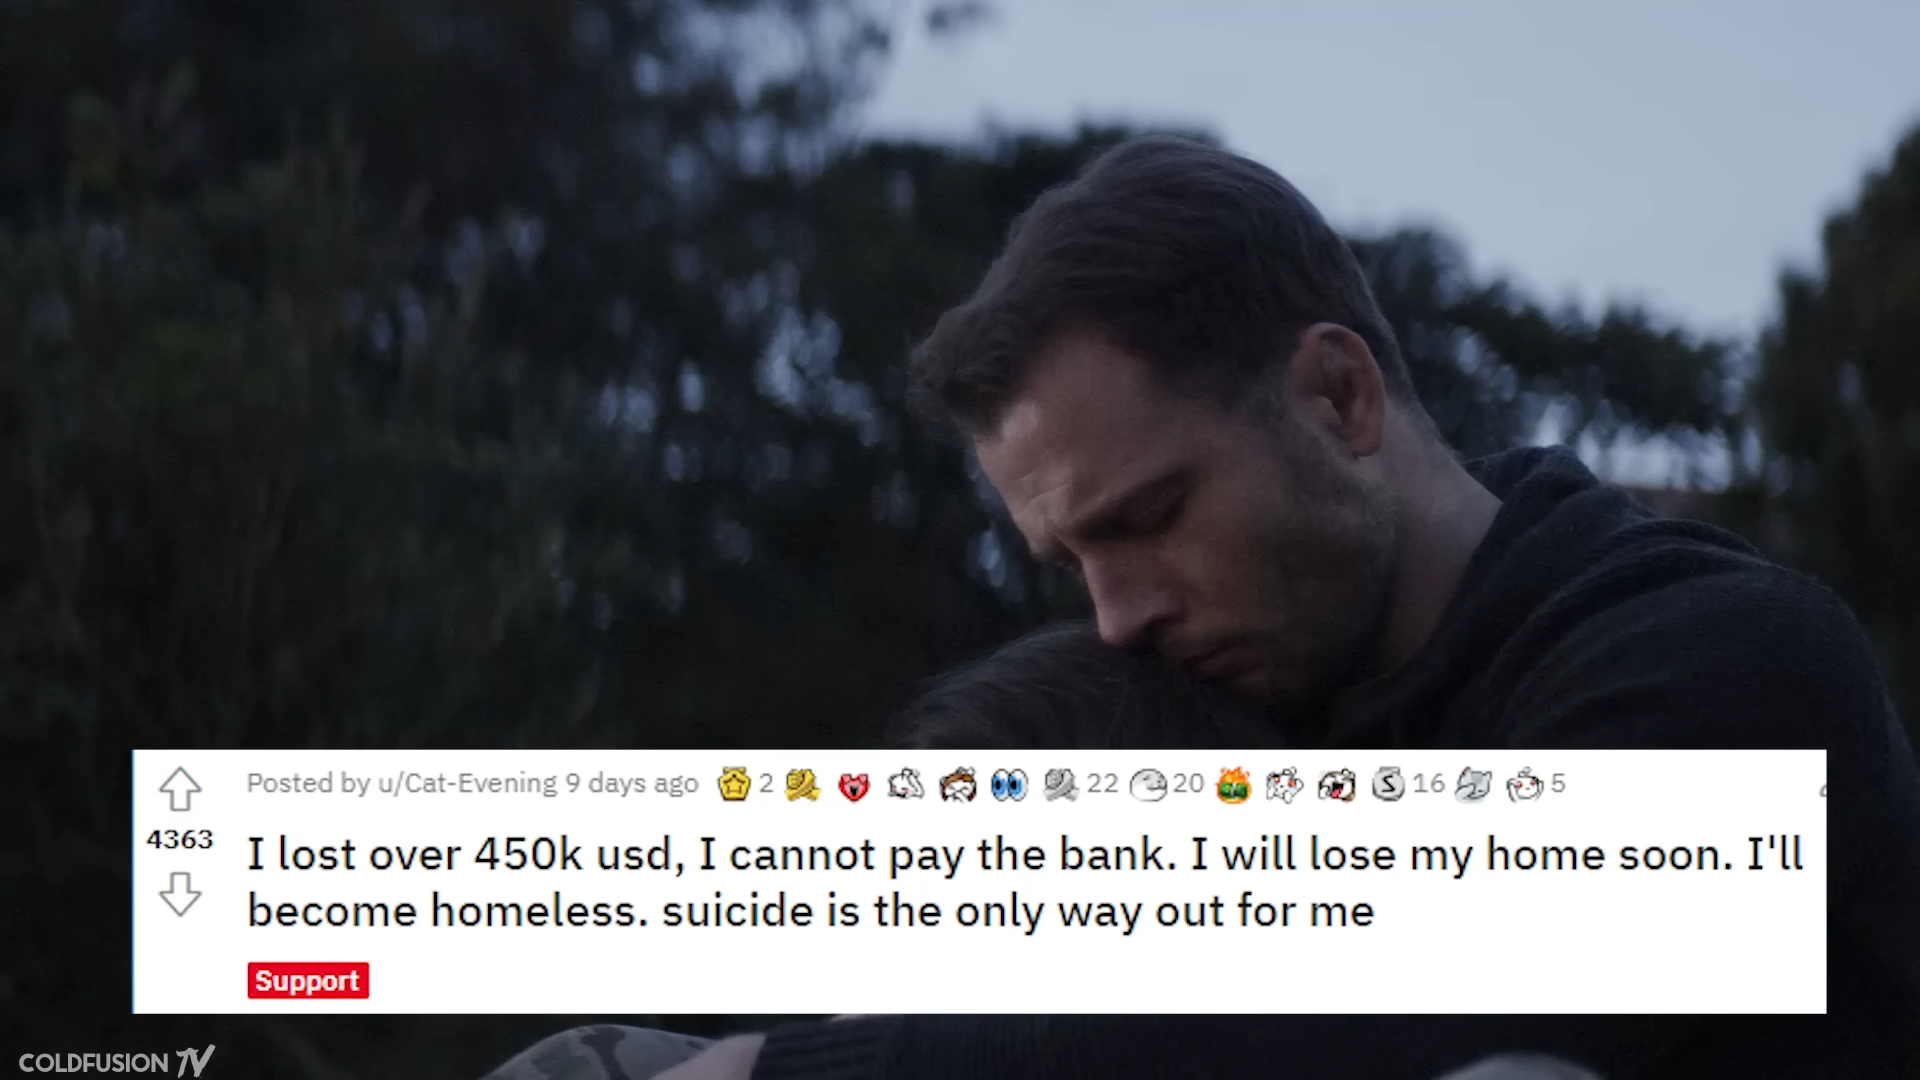 Posted by u/Cat-Evening 9 days ago 2 22 20 16 5
4363
I lost over 450k usd, I cannot pay the bank. I will lose my home soon. I'll
become homeless. suicide is the only way out for me
Support
COLDFUSION TV